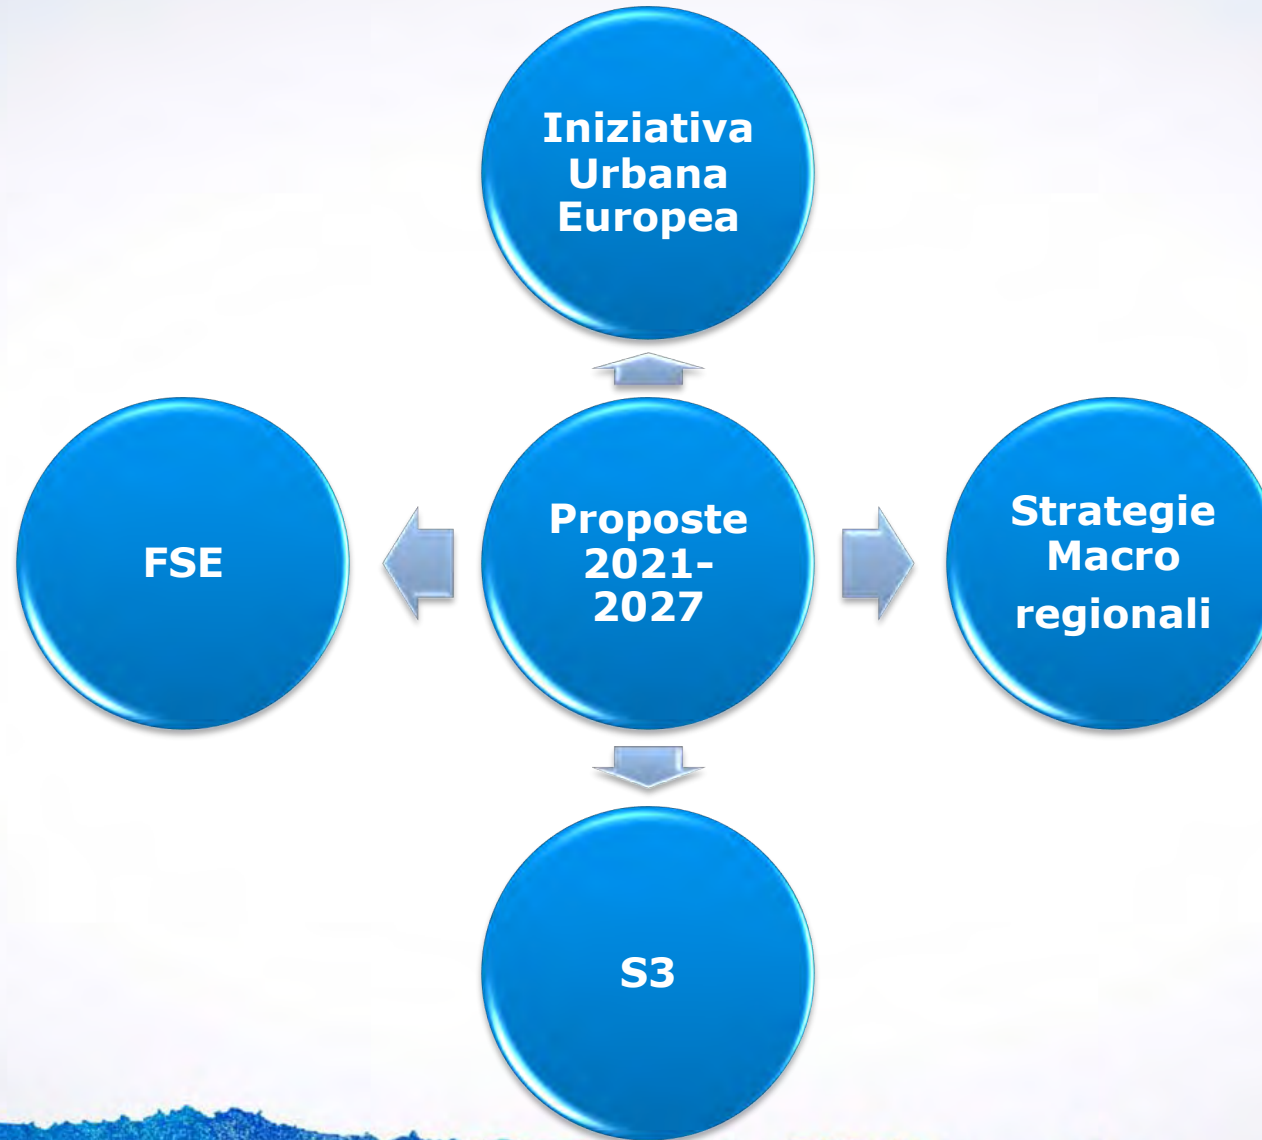 Iniziativa
Urbana
Europea
FSE
Proposte
2021-
2027
Strategie
Macro
regionali
S3